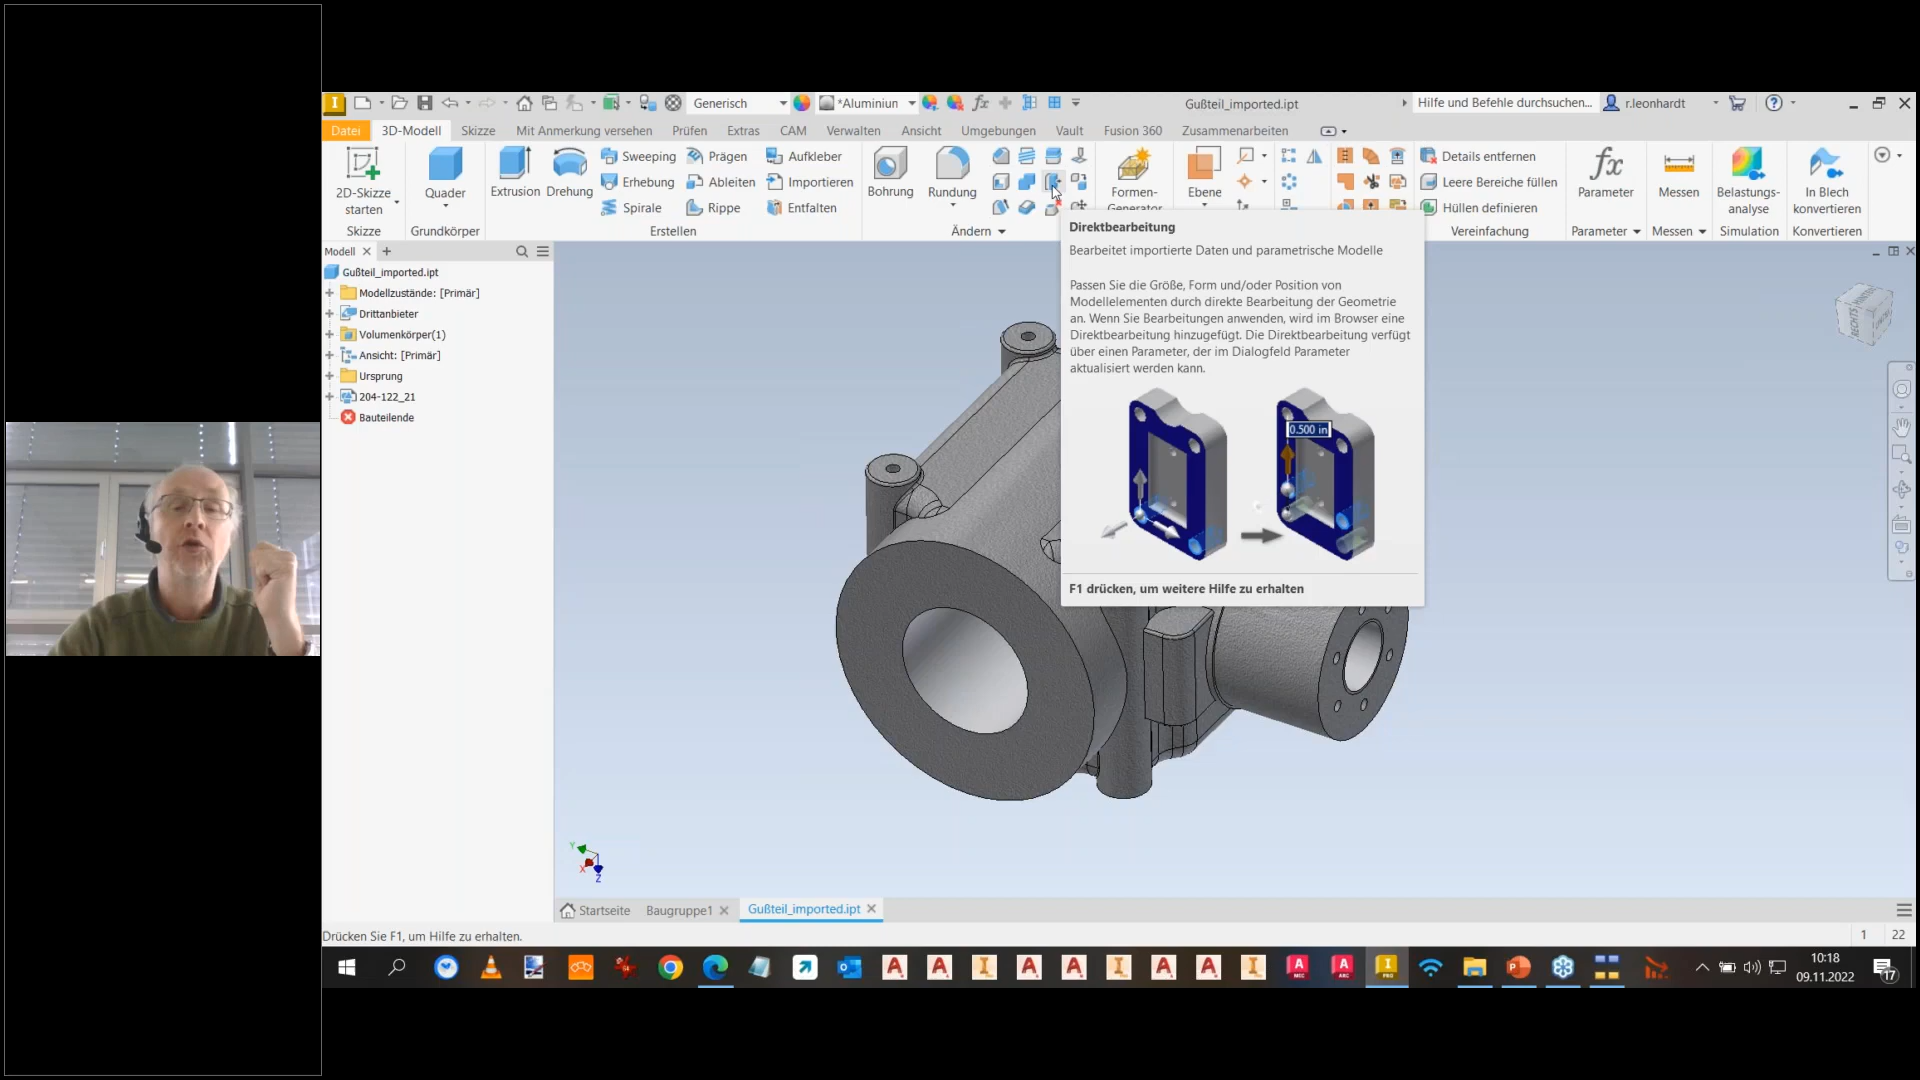 Generisch
*Aluminiun
Gußteil_imported.ipt
Hilfe und Befehle durchsuchen...
r.leonhardt
Datei
3D-Modell
Skizze
Mit Anmerkung versehen
Prüfen
Extras
CAM
Verwalten
Ansicht
Umgebungen
Vault
Fusion 360
Zusammenarbeiten
2D-Skizze
starten
Quader
Extrusion
Drehung
Sweeping
Erhebung
Spirale
Prägen
Ableiten
Rippe
Aufkleber
Importieren
Entfalten
Bohrung
Rundung
Formen-
Generator
Ebene
Details entfernen
Leere Bereiche füllen
Hüllen definieren
Parameter
Messen
Belastungs-
analyse
In Blech
konvertieren
Skizze
Grundkörper
Erstellen
Ändern
Vereinfachung
Parameter
Messen
Simulation
Konvertieren
Modell
Gußteil_imported.ipt
Modellzustände: [Primär]
Drittanbieter
Volumenkörper(1)
Ansicht: [Primär]
Ursprung
204-122_21
Bauteilende
Direktbearbeitung
Bearbeitet importierte Daten und parametrische Modelle
Passen Sie die Größe, Form und/oder Position von
Modellelementen durch direkte Bearbeitung der Geometrie
an. Wenn Sie Bearbeitungen anwenden, wird im Browser eine
Direktbearbeitung hinzugefügt. Die Direktbearbeitung verfügt
über einen Parameter, der im Dialogfeld Parameter
aktualisiert werden kann.
0.500 in
F1 drücken, um weitere Hilfe zu erhalten
RECHTS
Y
X
Z
Startseite
Baugruppe1
Gußteil_imported.ipt
Drücken Sie F1, um Hilfe zu erhalten.
1
22
10:18
09.11.2022
17